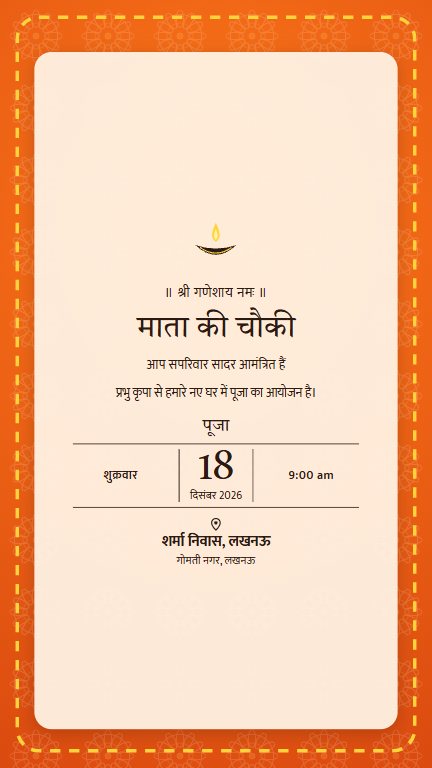 ॥ श्री गणेशाय नमः ॥
माता की चौकी
आप सपरिवार सादर आमंत्रित हैं
प्रभु कृपा से हमारे नए घर में पूजा का आयोजन है।
पूजा
शुक्रवार
18
दिसंबर 2026
9:00 am
शर्मा निवास, लखनऊ
गोमती नगर, लखनऊ